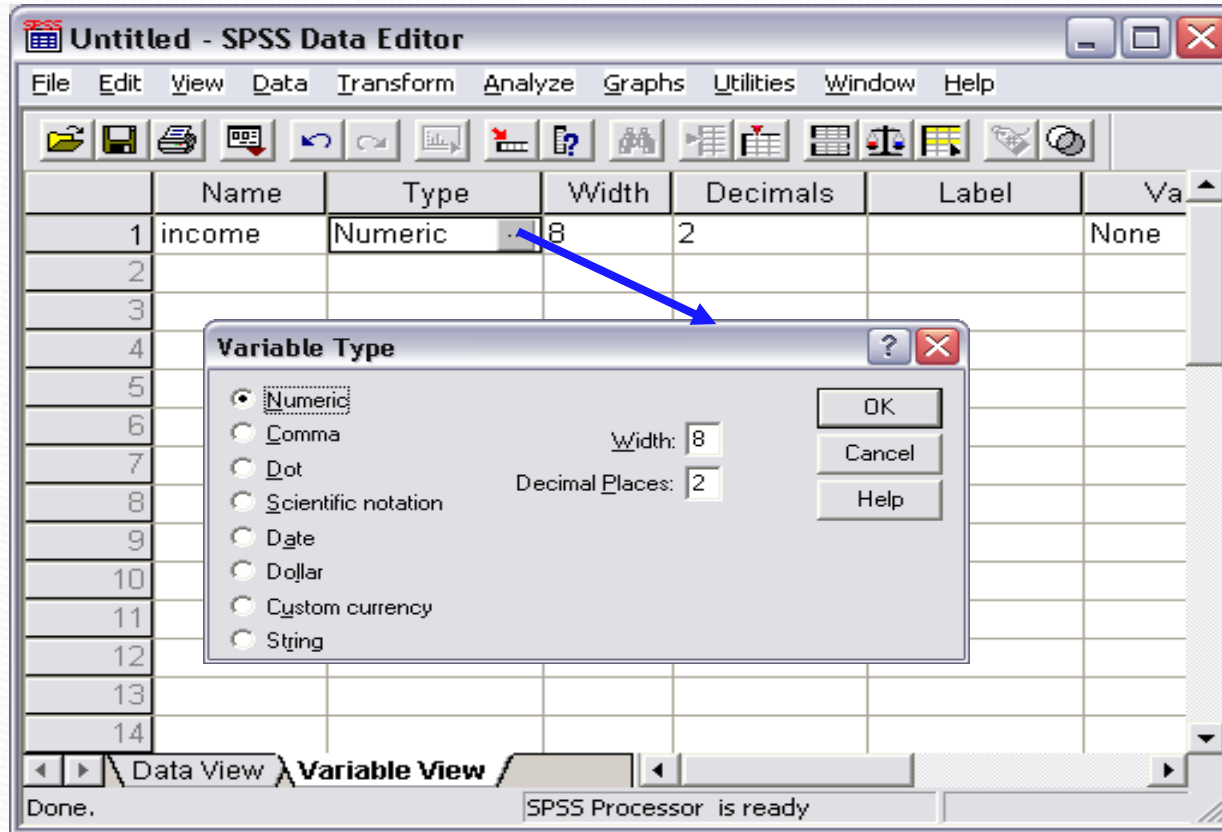 SPSS
Untitled - SPSS Data Editor
File Edit View Data Transform Analyze Graphs Utilities Window Help
Name Type Width Decimals Label Va
1 income Numeric ... 8 2 None
2
3
4
5
6
7
8
9
10
11
12
13
14
Variable Type ?
Numeric
Comma
Dot
Scientific notation
Date
Dollar
Custom currency
String
Width: 8
Decimal Places: 2
OK
Cancel
Help
Data View Variable View
Done. SPSS Processor is ready